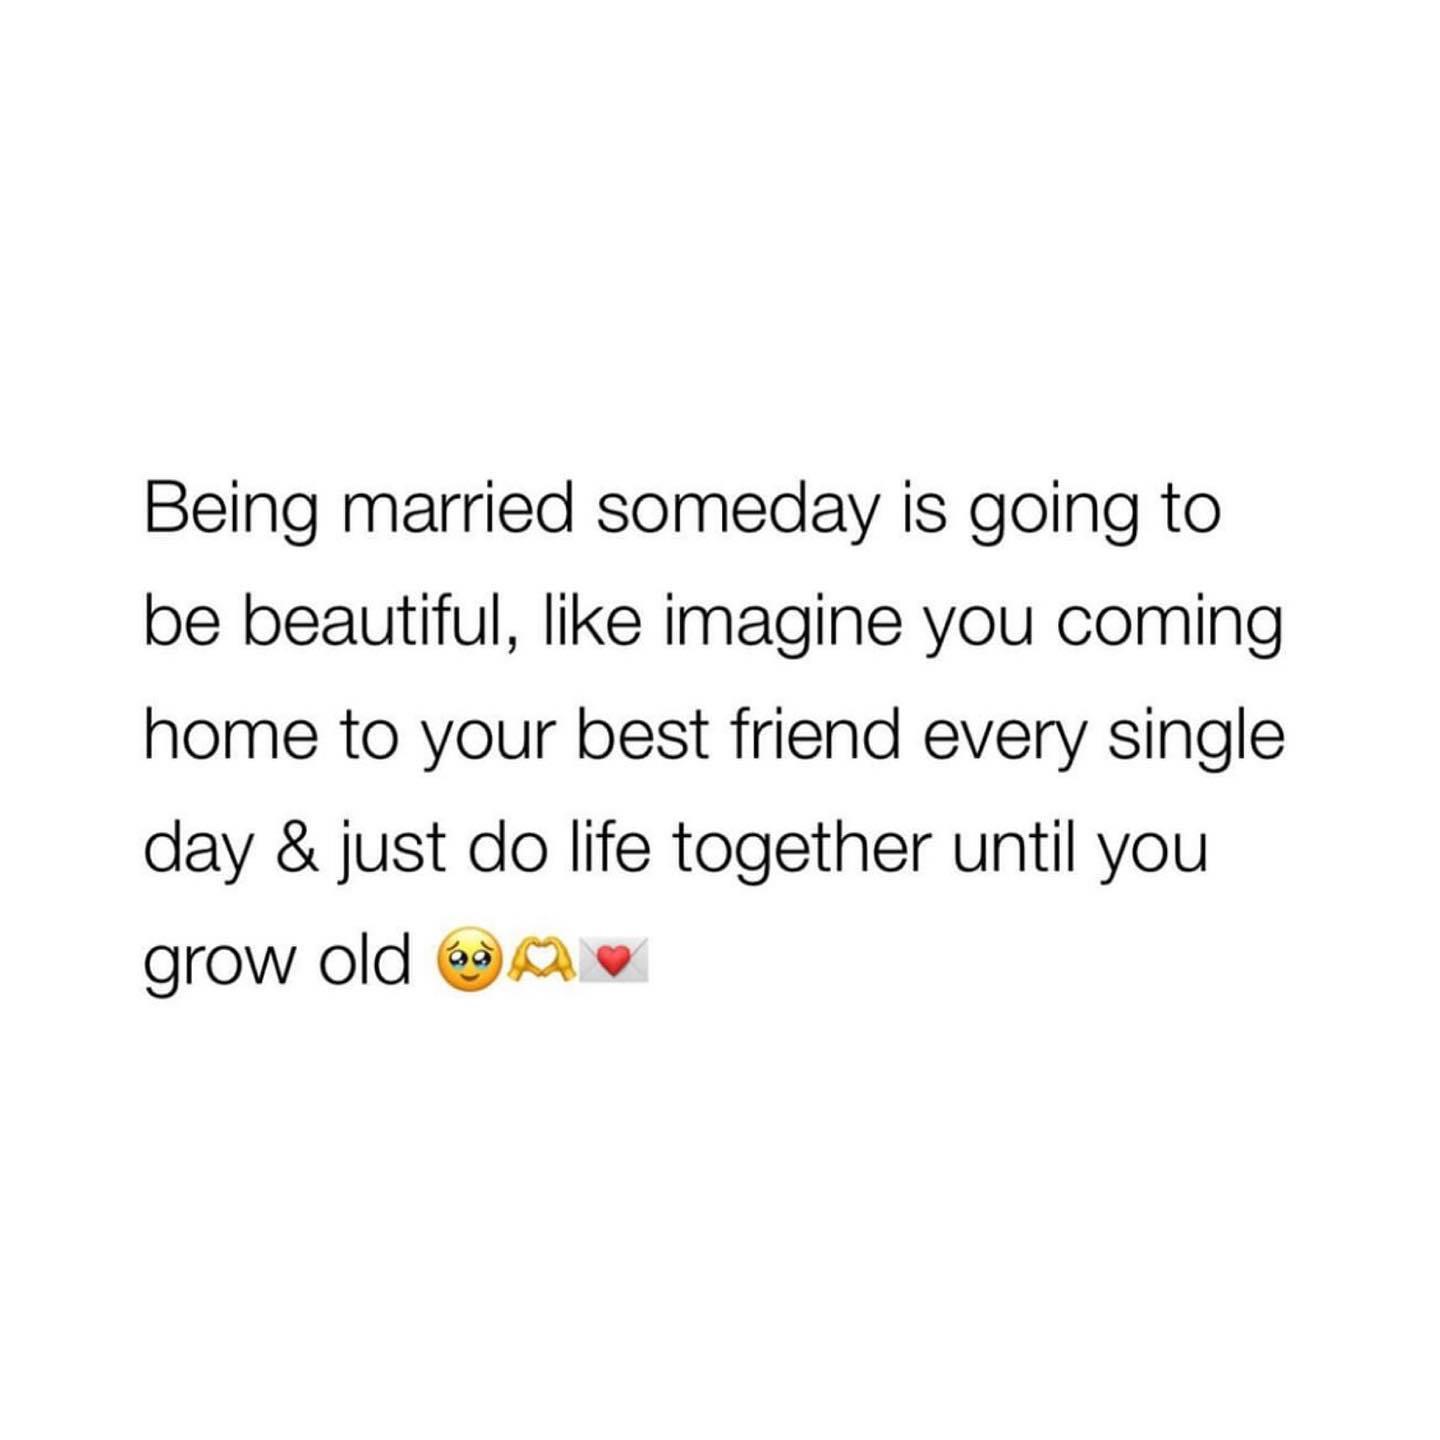 Being married someday is going to
be beautiful, like imagine you coming
home to your best friend every single
day & just do life together until you
grow old 🥹🫶💌